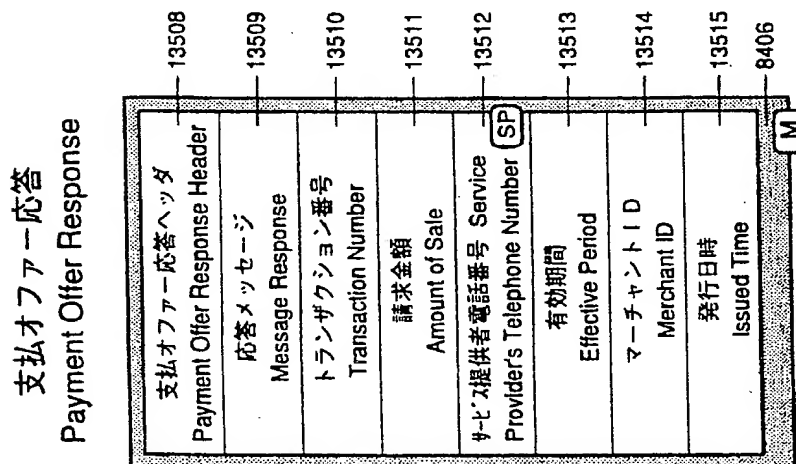 支払オファー応答
Payment Offer Response
支払オファー応答ヘッダ
Payment Offer Response Header
13508
応答メッセージ
Message Response
13509
トランザクション番号
Transaction Number
13510
請求金額
Amount of Sale
13511
サービス提供者電話番号 Service
Provider's Telephone Number
SP
13512
有効期間
Effective Period
13513
マーチャントID
Merchant ID
13514
発行日時
Issued Time
13515
8406
M